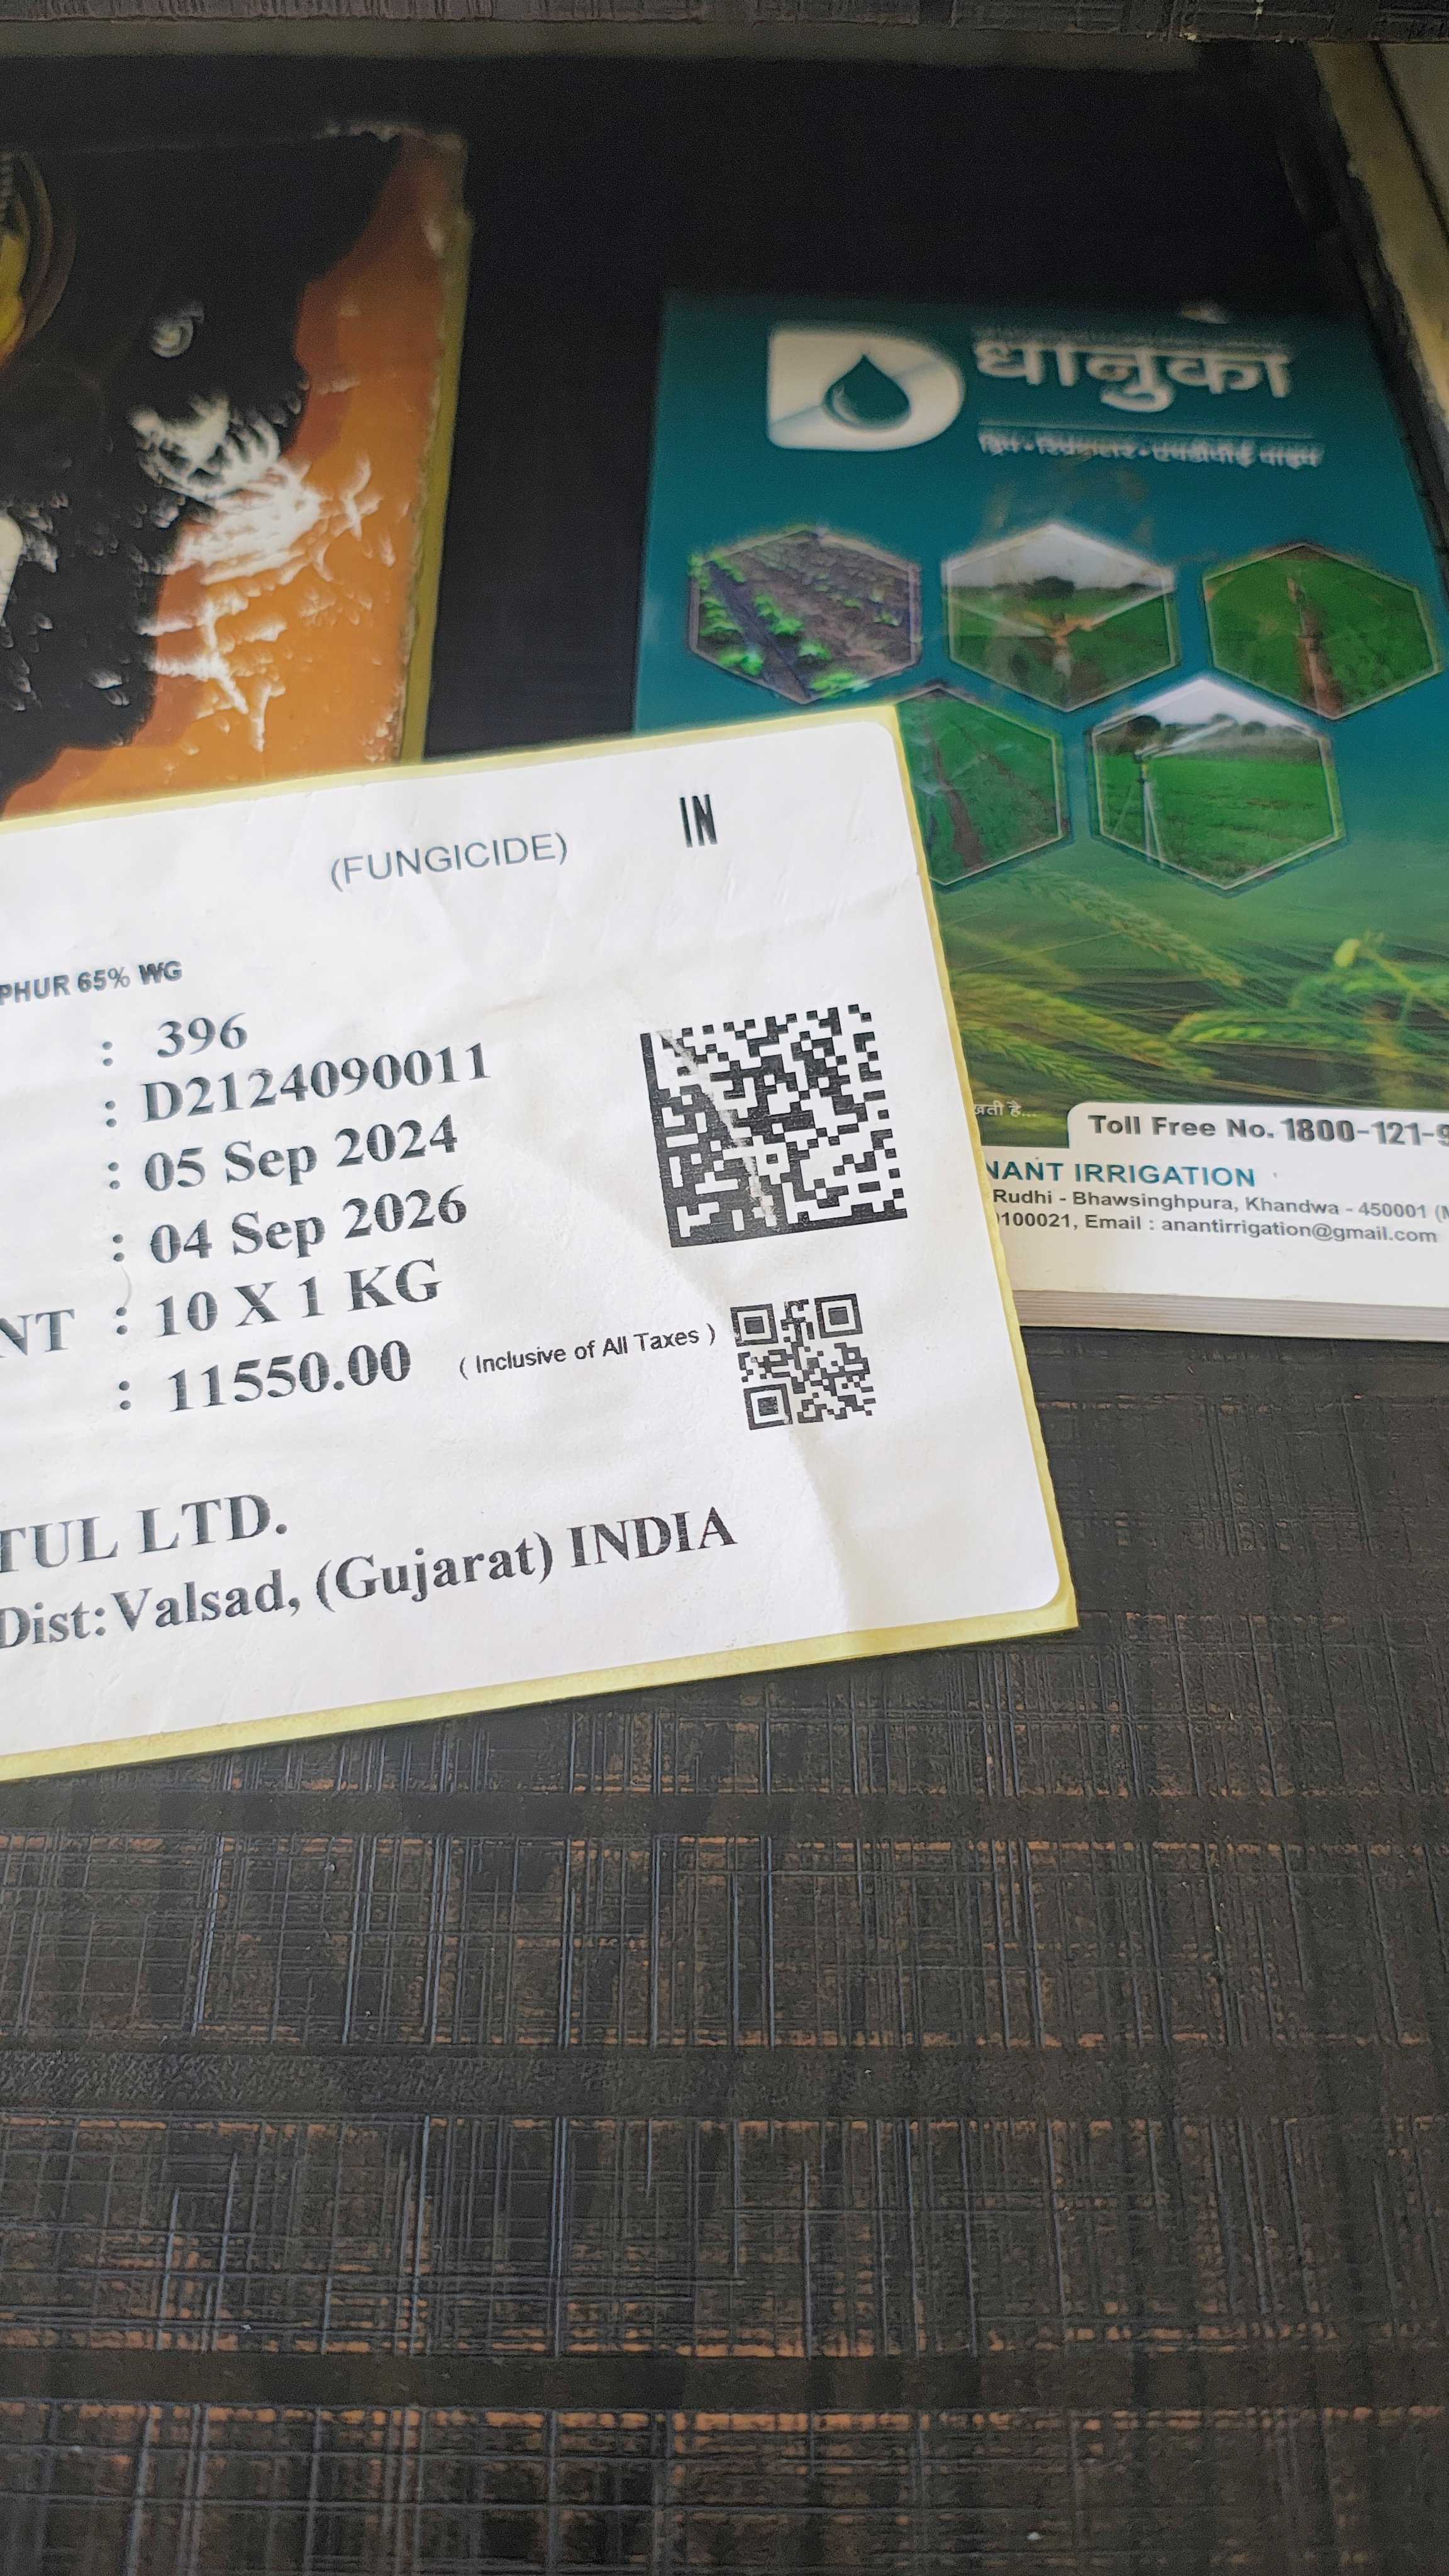 धानुका
(FUNGICIDE) IN
PHUR 65% WG
: 396
: D2124090011
: 05 Sep 2024
: 04 Sep 2026
NT : 10 X 1 KG
: 11550.00 ( Inclusive of All Taxes )
TUL LTD.
Dist: Valsad, (Gujarat) INDIA
ती है...
Toll Free No. 1800-121-9
NANT IRRIGATION
Rudhi - Bhawsinghpura, Khandwa - 450001 (M
100021, Email : anantirrigation@gmail.com